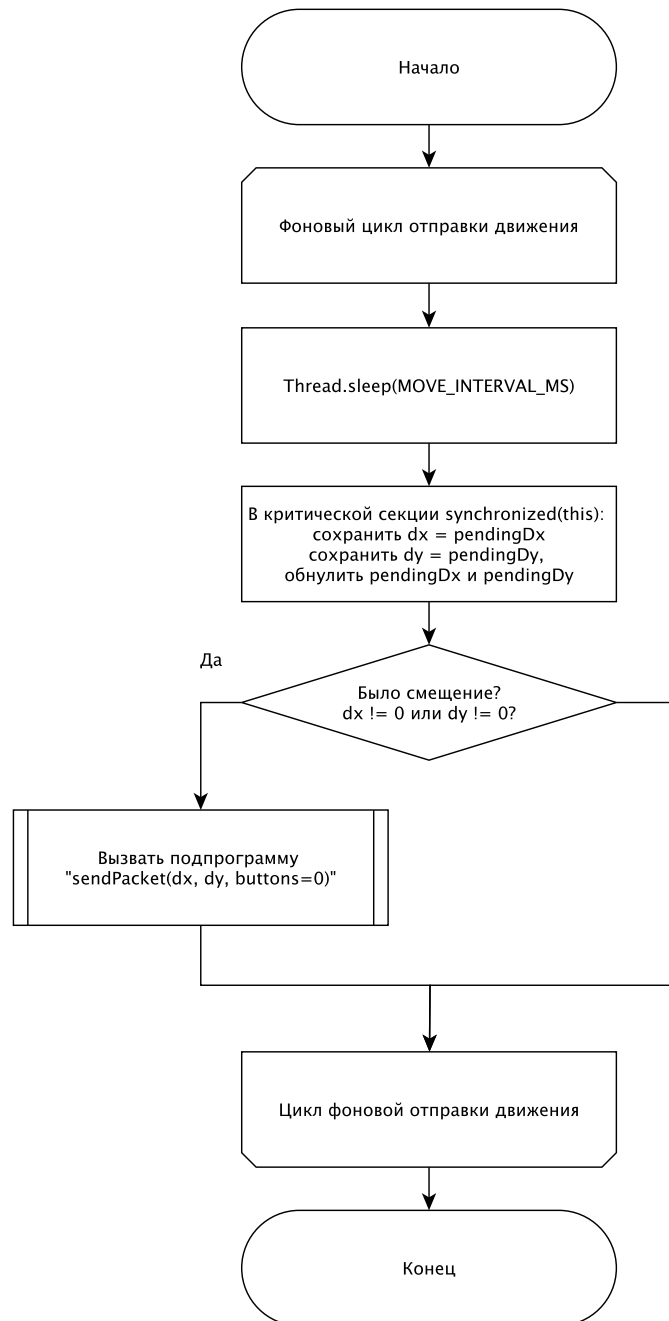 Начало
Фоновый цикл отправки движения
Thread.sleep(MOVE_INTERVAL_MS)
В критической секции synchronized(this):
сохранить dx = pendingDx
сохранить dy = pendingDy,
обнулить pendingDx и pendingDy
Да
Было смещение?
dx != 0 или dy != 0?
Вызвать подпрограмму
"sendPacket(dx, dy, buttons=0)"
Цикл фоновой отправки движения
Конец